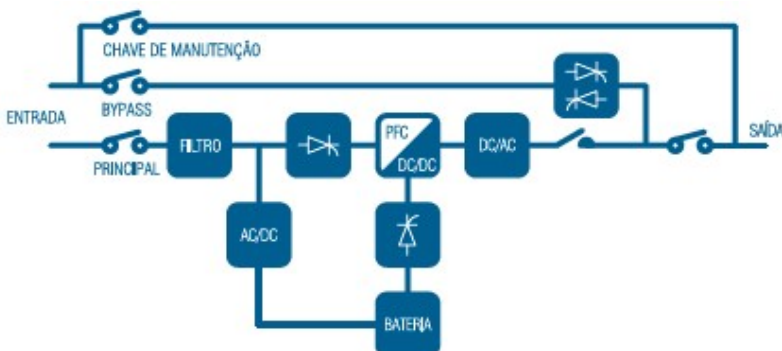 CHAVE DE MANUTENÇÃO
ENTRADA
BYPASS
SAÍDA
PRINCIPAL
FILTRO
PFC
DC/DC
DC/AC
AC/DC
BATERIA